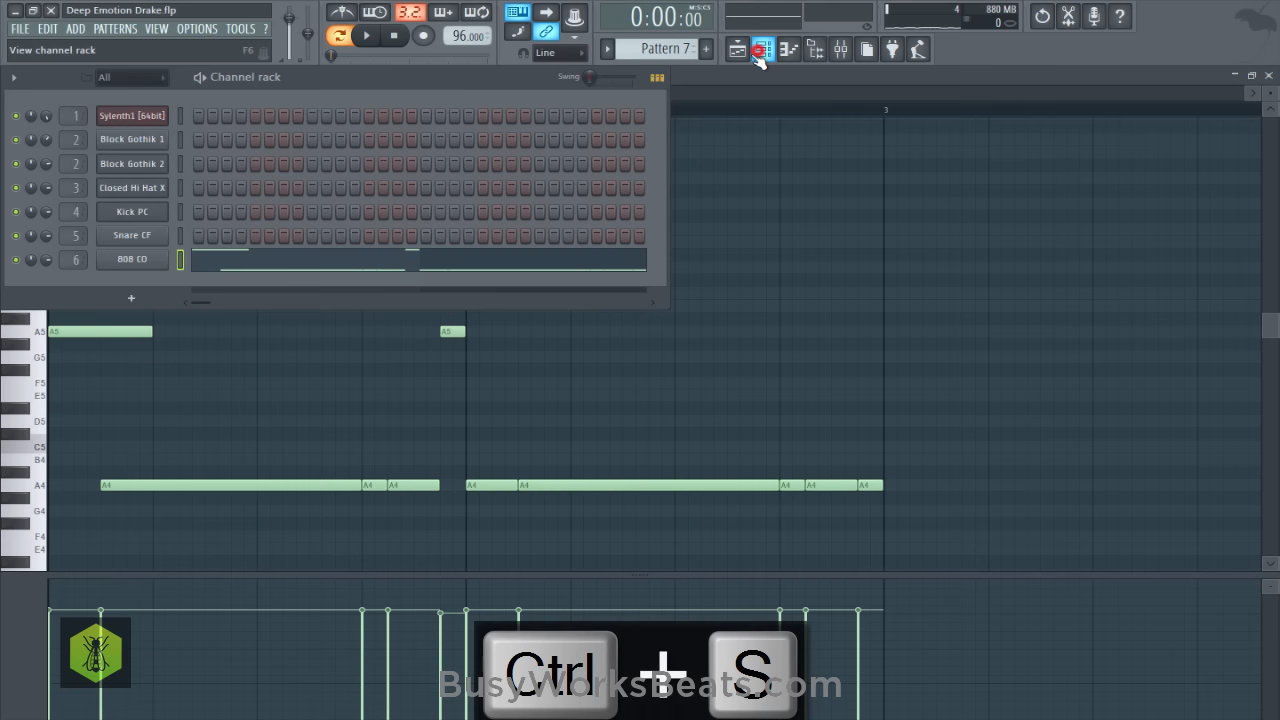 Deep Emotion Drake.flp
FILE EDIT ADD PATTERNS VIEW OPTIONS TOOLS ?
View channel rack F6
3.2
96.000
0:00:00
M:S:CS
Line
Pattern 7
4 880 MB
0
All Channel rack Swing
1 Sylenth1 [64bit]
2 Block Gothik 1
2 Block Gothik 2
3 Closed Hi Hat X
4 Kick PC
5 Snare CF
6 808 CO
+
3
A5 A5 A5
G5
F5
E5
D5
C5
B4
A4 A4 A4 A4 A4 A4 A4 A4 A4
G4
F4
E4
Ctrl + S
BusyWorksBeats.com